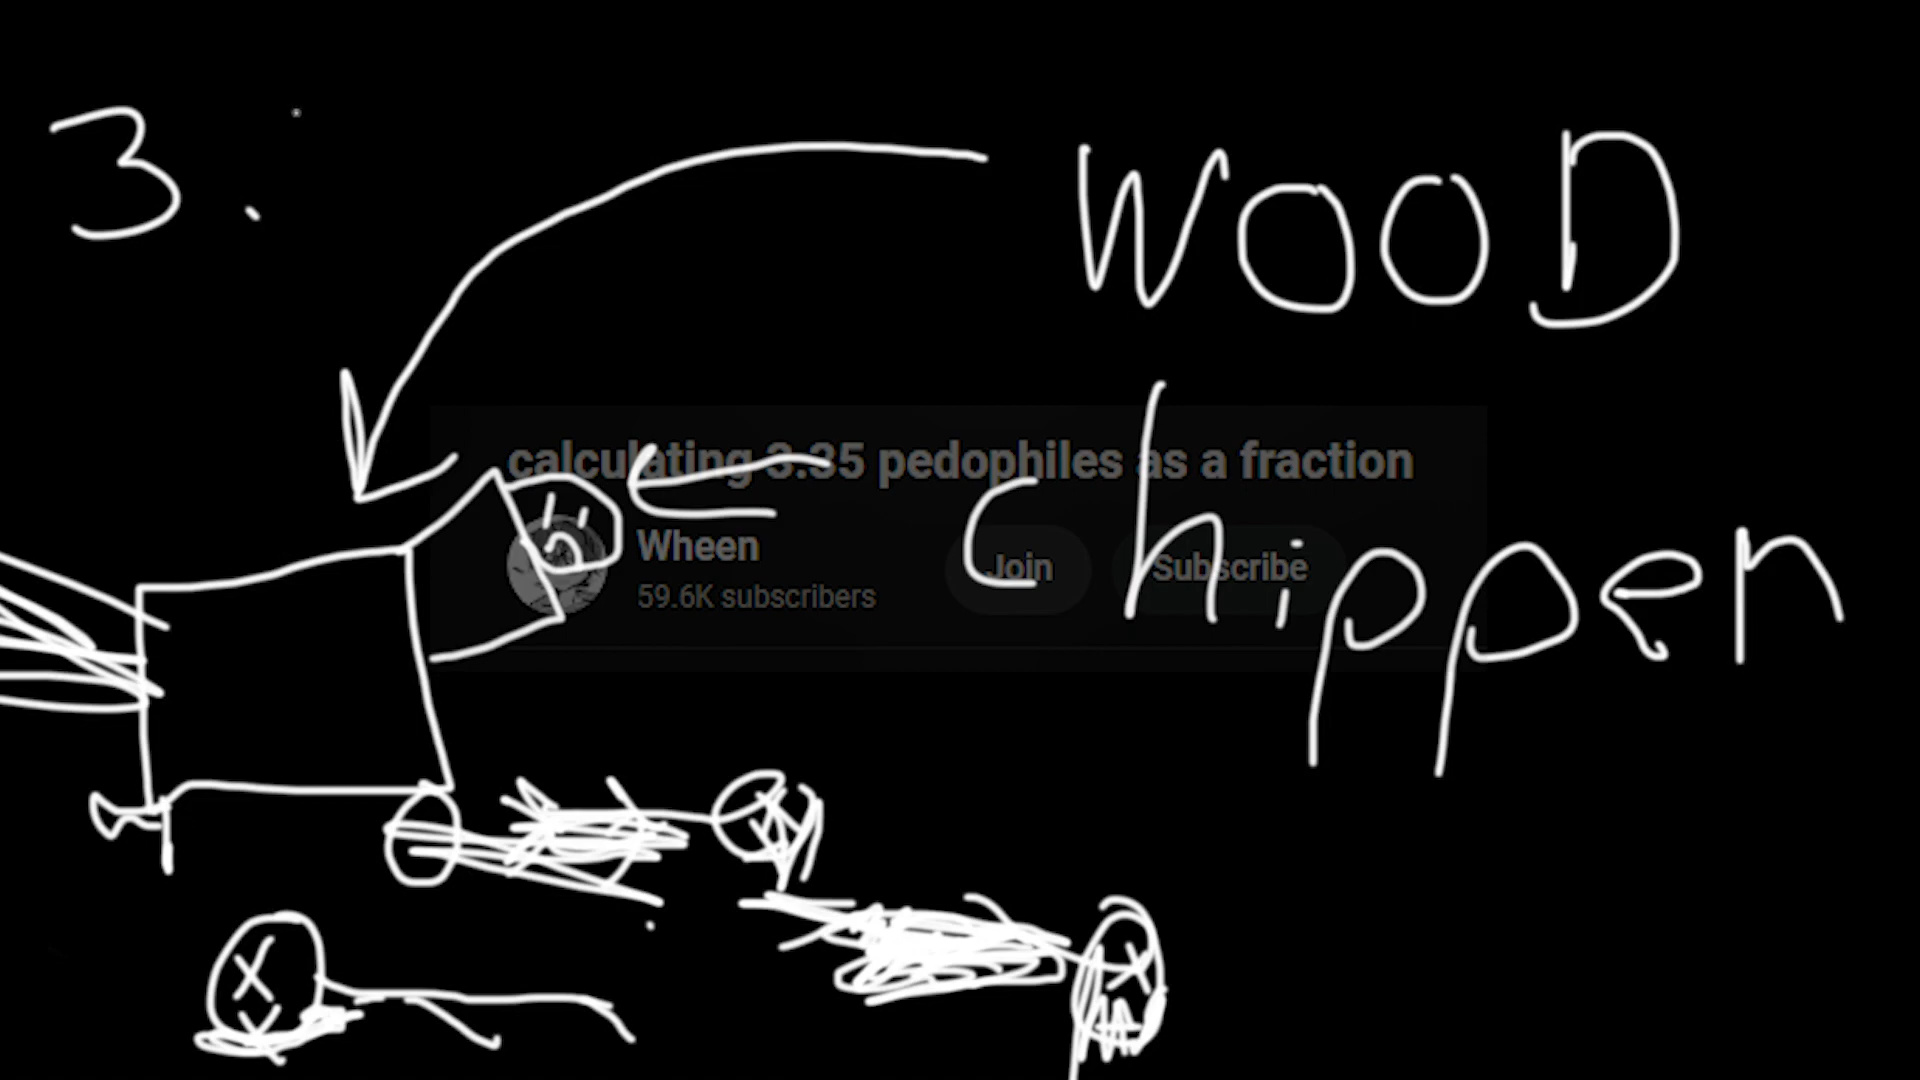 3.
WOOD
chipper
calculating 3.35 pedophiles as a fraction
Wheen
59.6K subscribers
Join
Subscribe